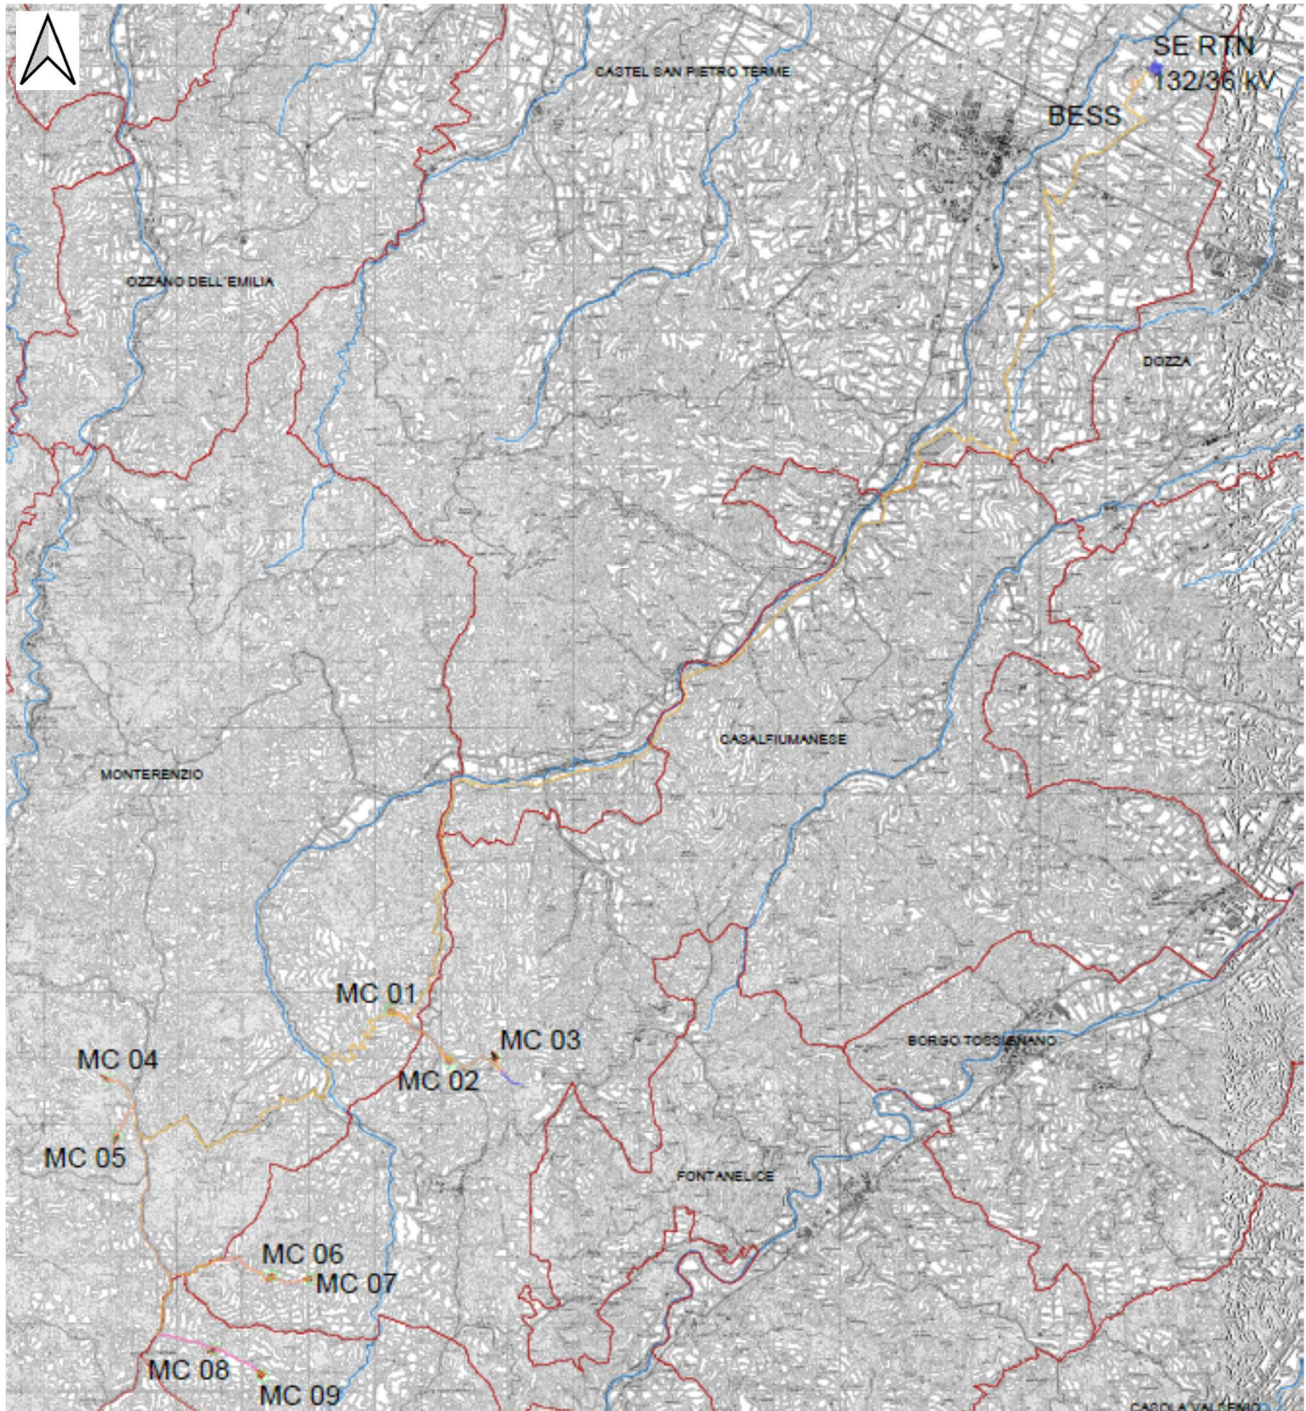 SE RTN
132/36 kV
CASTEL SAN PIETRO TERME
BESS
OZZANO DELL'EMILIA
DOZZA
CASALFIUMANESE
MONTERENZIO
MC 01
MC 03
MC 02
MC 04
MC 05
BORGO TOSSIGNANO
FONTANELICE
MC 06
MC 07
MC 08
MC 09
CASOLA VALSENIO